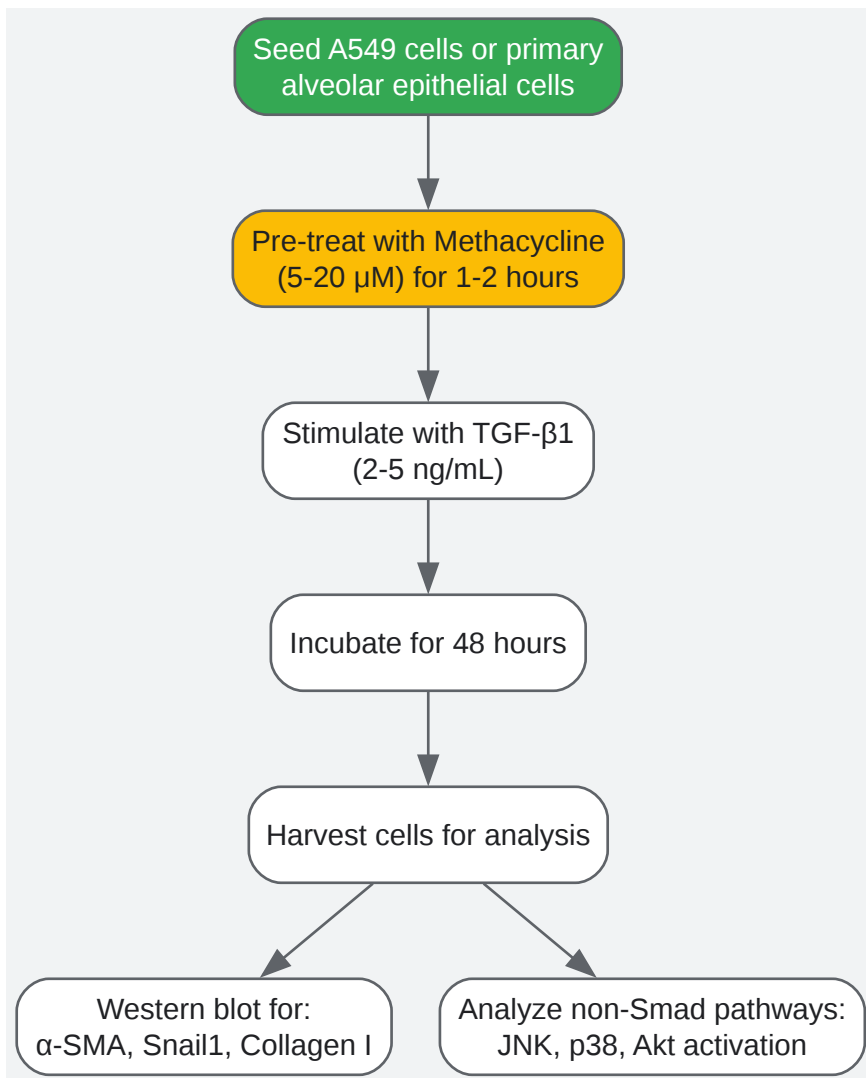 Seed A549 cells or primary
alveolar epithelial cells
Pre-treat with Methacycline
(5-20 μM) for 1-2 hours
Stimulate with TGF-β1
(2-5 ng/mL)
Incubate for 48 hours
Harvest cells for analysis
Western blot for:
α-SMA, Snail1, Collagen I
Analyze non-Smad pathways:
JNK, p38, Akt activation